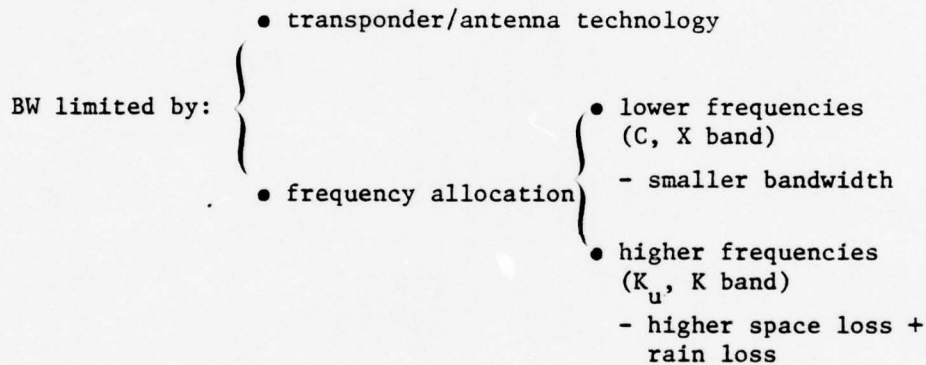 • transponder/antenna technology
BW limited by:
• frequency allocation
• lower frequencies
(C, X band)
- smaller bandwidth
• higher frequencies
(Ku, K band)
- higher space loss +
rain loss